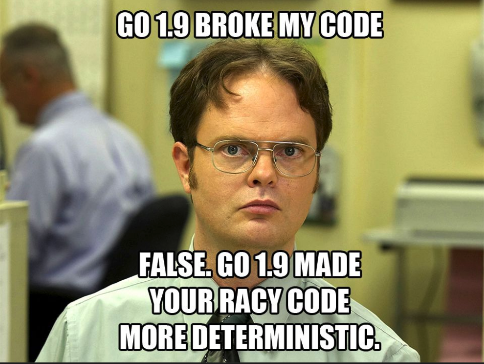 GO 1.9 BROKE MY CODE
FALSE. GO 1.9 MADE
YOUR RACY CODE
MORE DETERMINISTIC.